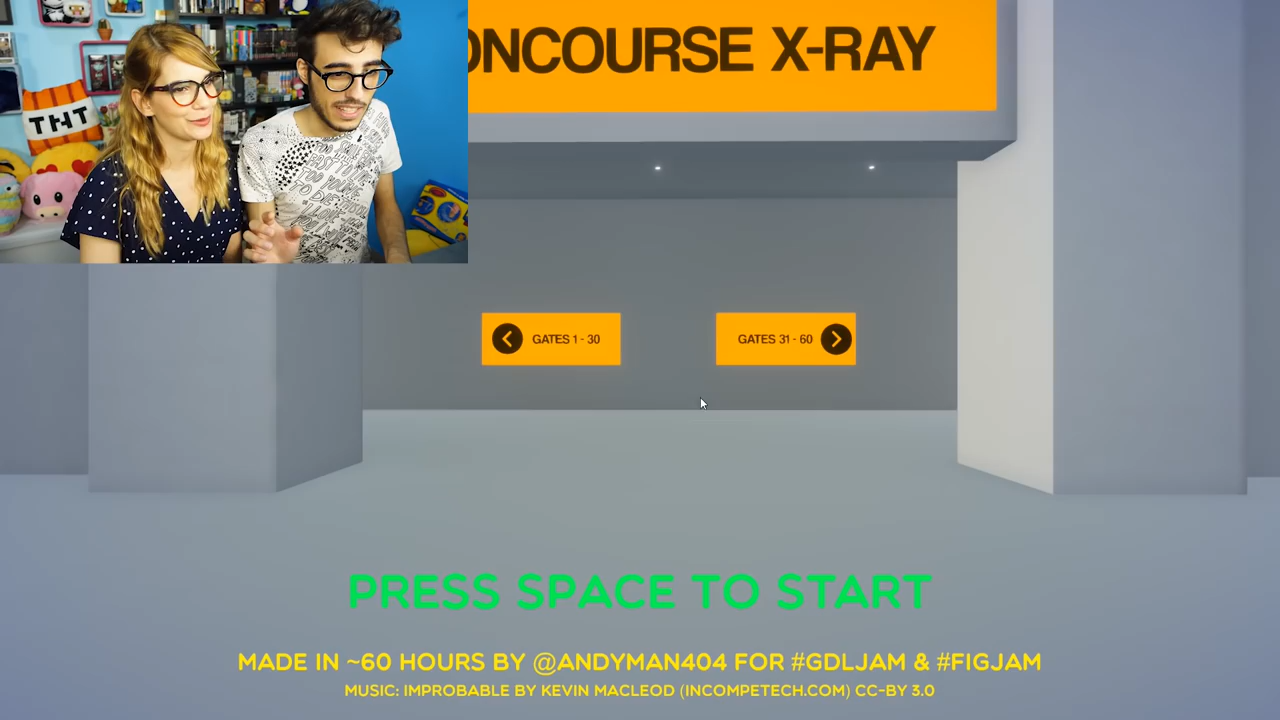 TNT
ONCOURSE X-RAY
GATES 1 - 30
GATES 31 - 60
PRESS SPACE TO START
MADE IN ~60 HOURS BY @ANDYMAN404 FOR #GDLJAM & #FIGJAM
MUSIC: IMPROBABLE BY KEVIN MACLEOD (INCOMPETECH.COM) CC-BY 3.0